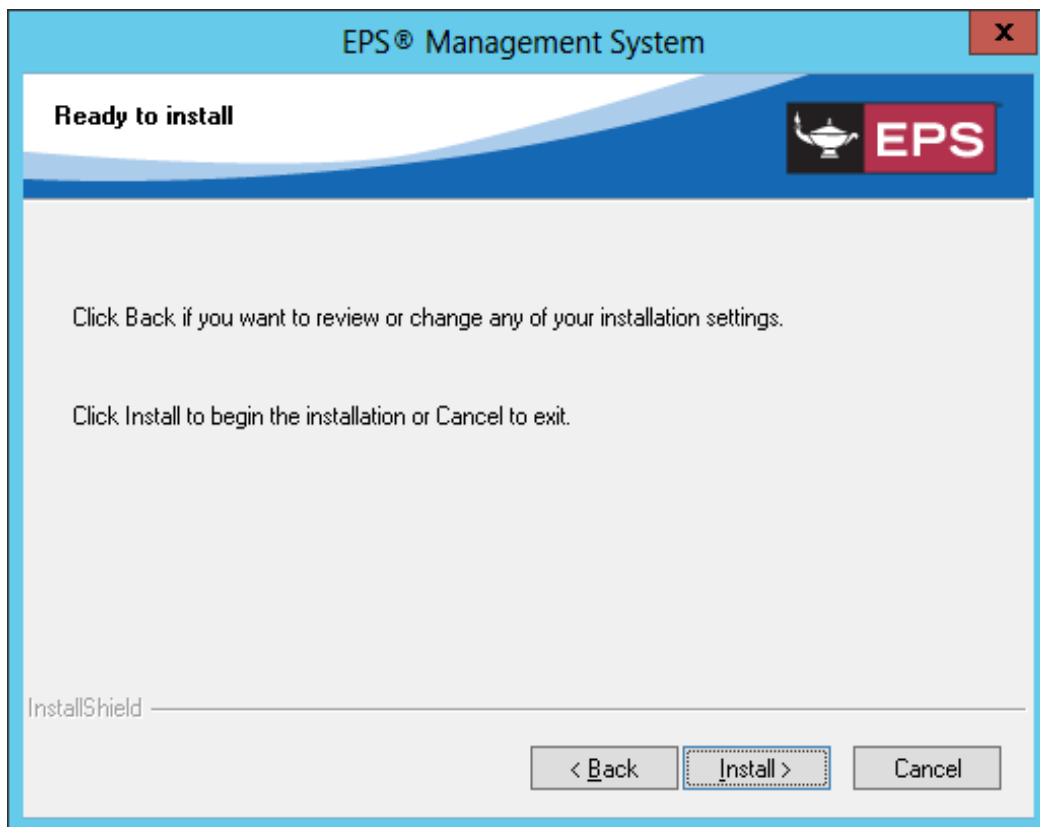 EPS® Management System
x
Ready to install
EPS
Click Back if you want to review or change any of your installation settings.
Click Install to begin the installation or Cancel to exit.
InstallShield
< Back
Install >
Cancel